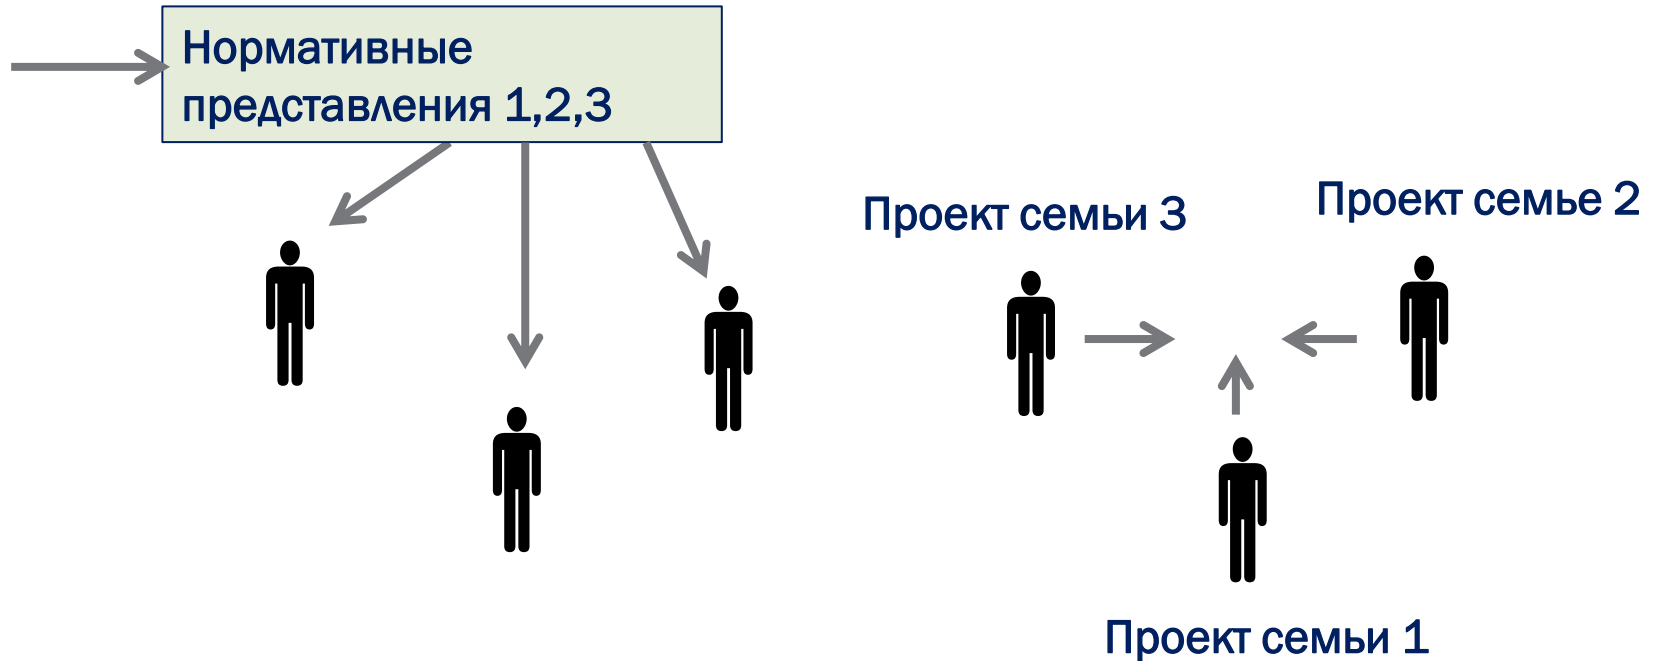 Нормативные
представления 1,2,3
Проект семьи 3
Проект семье 2
Проект семьи 1